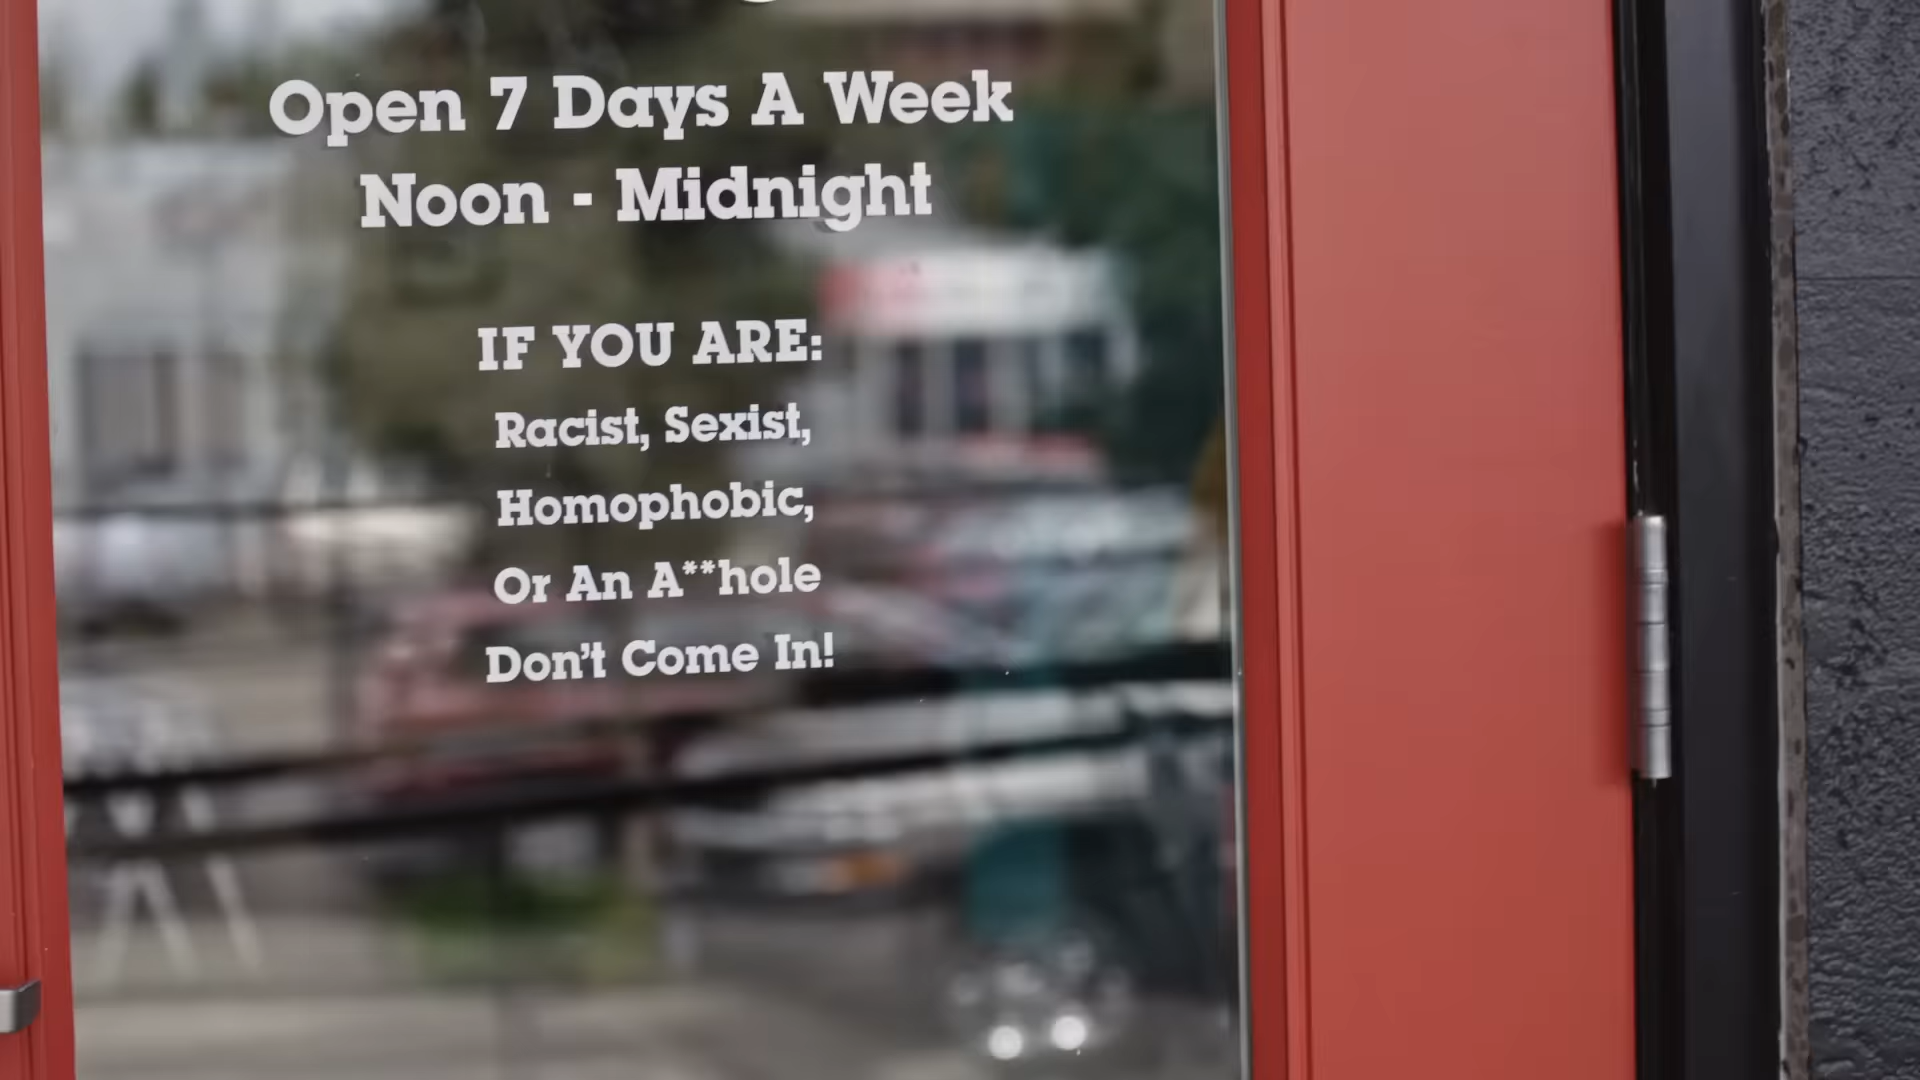 Open 7 Days A Week
Noon - Midnight
IF YOU ARE:
Racist, Sexist,
Homophobic,
Or An A**hole
Don't Come In!